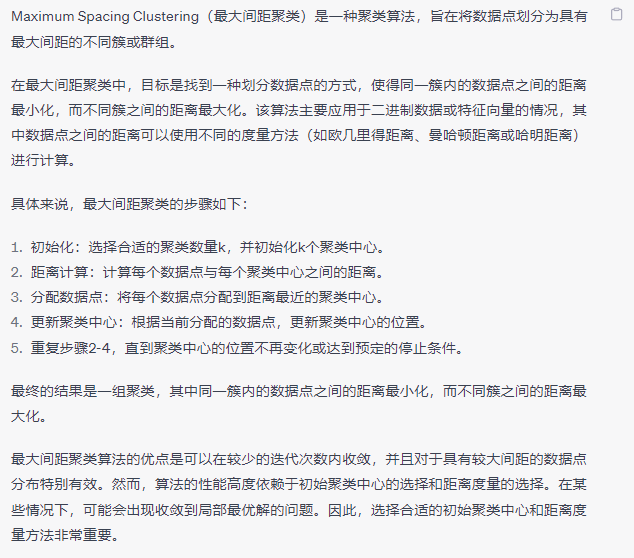 Maximum Spacing Clustering（最大间距聚类）是一种聚类算法，旨在将数据点划分为具有
最大间距的不同簇或群组。
在最大间距聚类中，目标是找到一种划分数据点的方式，使得同一簇内的数据点之间的距离
最小化，而不同簇之间的距离最大化。该算法主要应用于二进制数据或特征向量的情况，其
中数据点之间的距离可以使用不同的度量方法（如欧几里得距离、曼哈顿距离或哈明距离）
进行计算。
具体来说，最大间距聚类的步骤如下：
1. 初始化：选择合适的聚类数量k，并初始化k个聚类中心。
2. 距离计算：计算每个数据点与每个聚类中心之间的距离。
3. 分配数据点：将每个数据点分配到距离最近的聚类中心。
4. 更新聚类中心：根据当前分配的数据点，更新聚类中心的位置。
5. 重复步骤2-4，直到聚类中心的位置不再变化或达到预定的停止条件。
最终的结果是一组聚类，其中同一簇内的数据点之间的距离最小化，而不同簇之间的距离最
大化。
最大间距聚类算法的优点是可以在较少的迭代次数内收敛，并且对于具有较大间距的数据点
分布特别有效。然而，算法的性能高度依赖于初始聚类中心的选择和距离度量的选择。在某
些情况下，可能会出现收敛到局部最优解的问题。因此，选择合适的初始聚类中心和距离度
量方法非常重要。